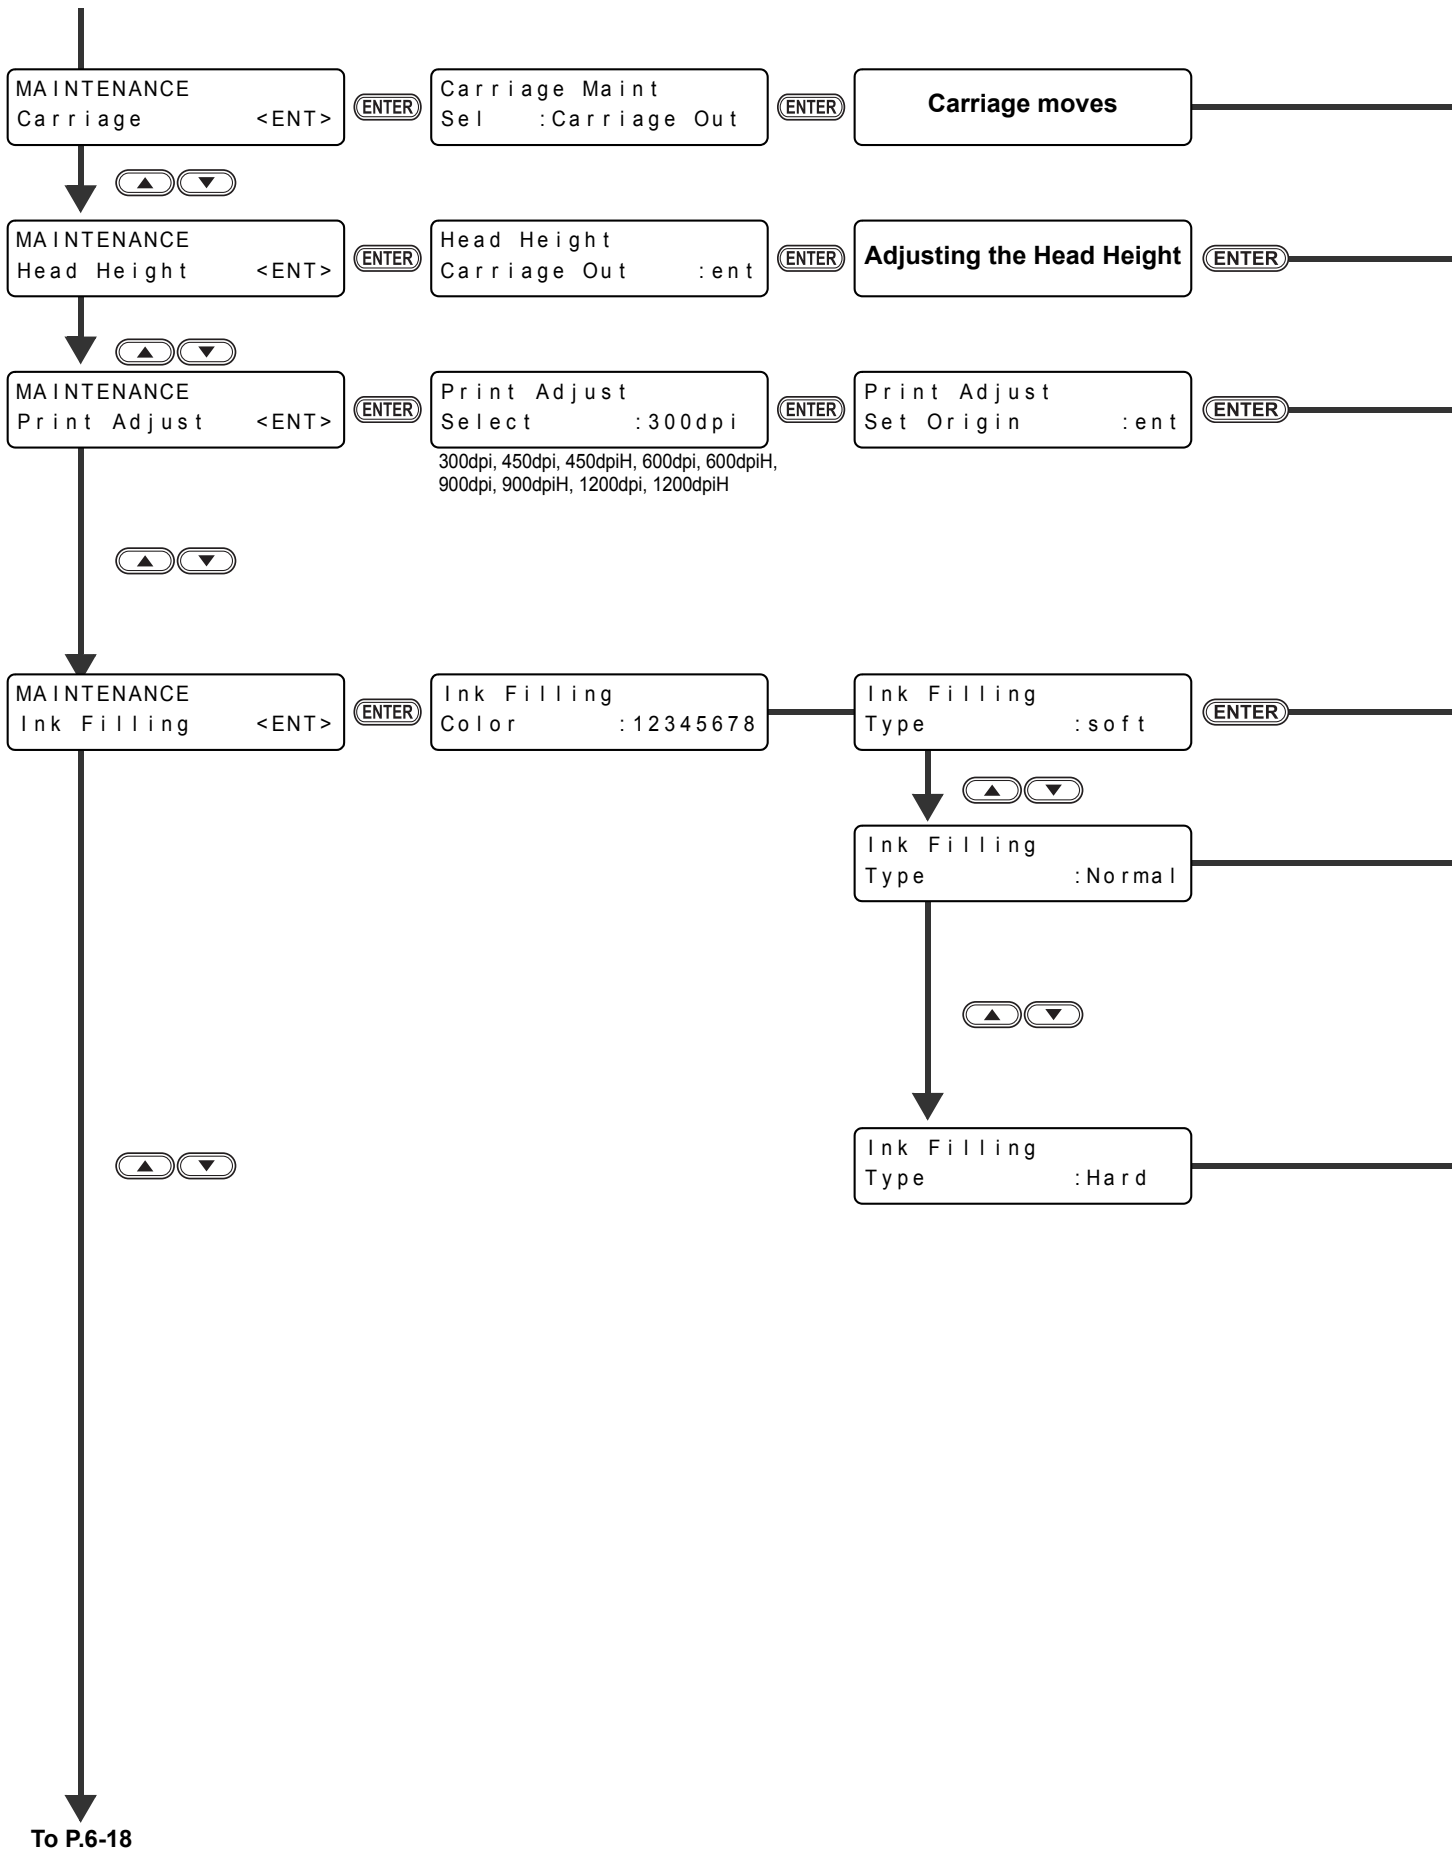 MAINTENANCE
Carriage <ENT>
ENTER
Carriage Maint
Sel :Carriage Out
ENTER
Carriage moves
MAINTENANCE
Head Height <ENT>
ENTER
Head Height
Carriage Out :ent
ENTER
Adjusting the Head Height
ENTER
MAINTENANCE
Print Adjust <ENT>
ENTER
Print Adjust
Select :300dpi
300dpi, 450dpi, 450dpiH, 600dpi, 600dpiH,
900dpi, 900dpiH, 1200dpi, 1200dpiH
ENTER
Print Adjust
Set Origin :ent
ENTER
MAINTENANCE
Ink Filling <ENT>
ENTER
Ink Filling
Color :12345678
Ink Filling
Type :soft
ENTER
Ink Filling
Type :Normal
Ink Filling
Type :Hard
To P.6-18